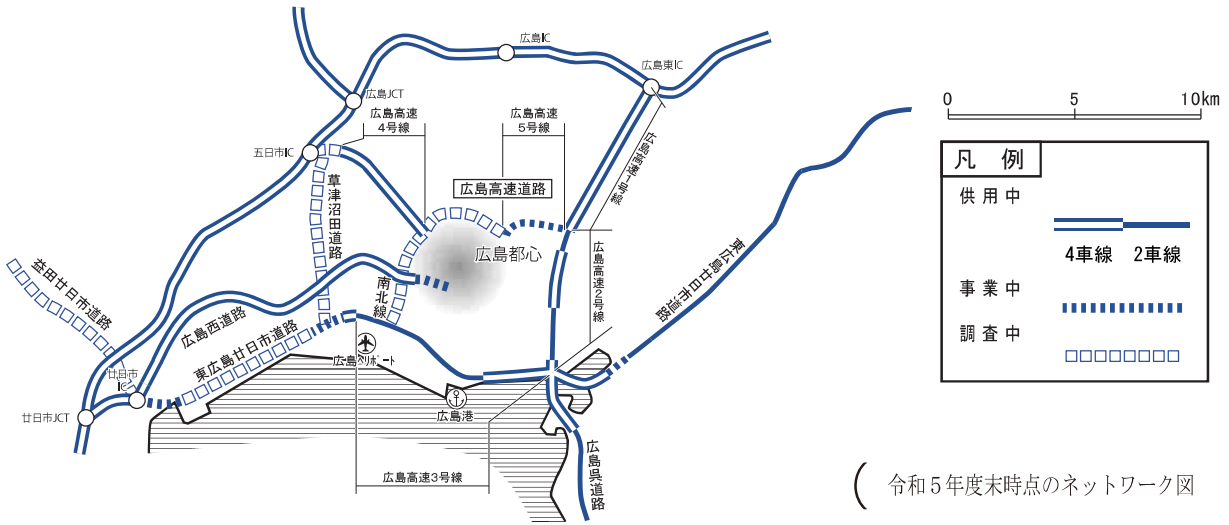 広島IC
広島東IC
広島JCT
広島高速
4号線
広島高速
5号線
五日市IC
広島高速1号線
草津沼田道路
広島高速道路
広島都心
広島高速2号線
東広島廿日市道路
益田廿日市道路
広島西道路
南北線
東広島廿日市道路
広島ヘリポート
廿日市
IC
廿日市JCT
広島港
広島高速3号線
広島呉道路
0 5 10km
凡 例
供用中
4車線 2車線
事業中
調査中
( 令和5年度末時点のネットワーク図